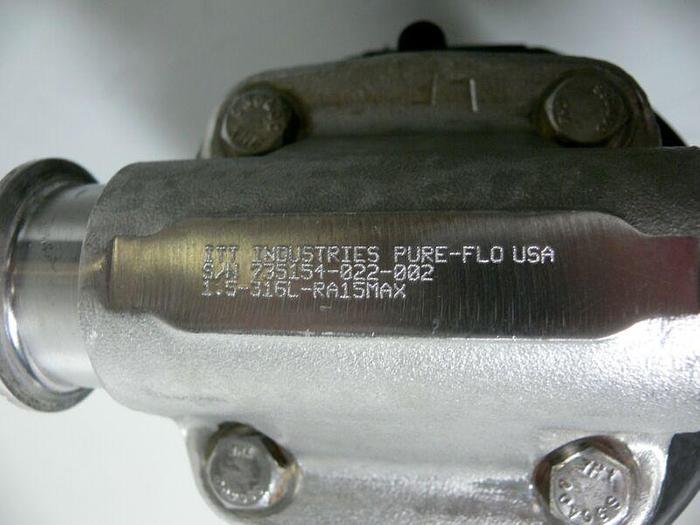 ITT INDUSTRIES PURE-FLO USA
S/N 735154-022-002
1.5-316L-RA15MAX